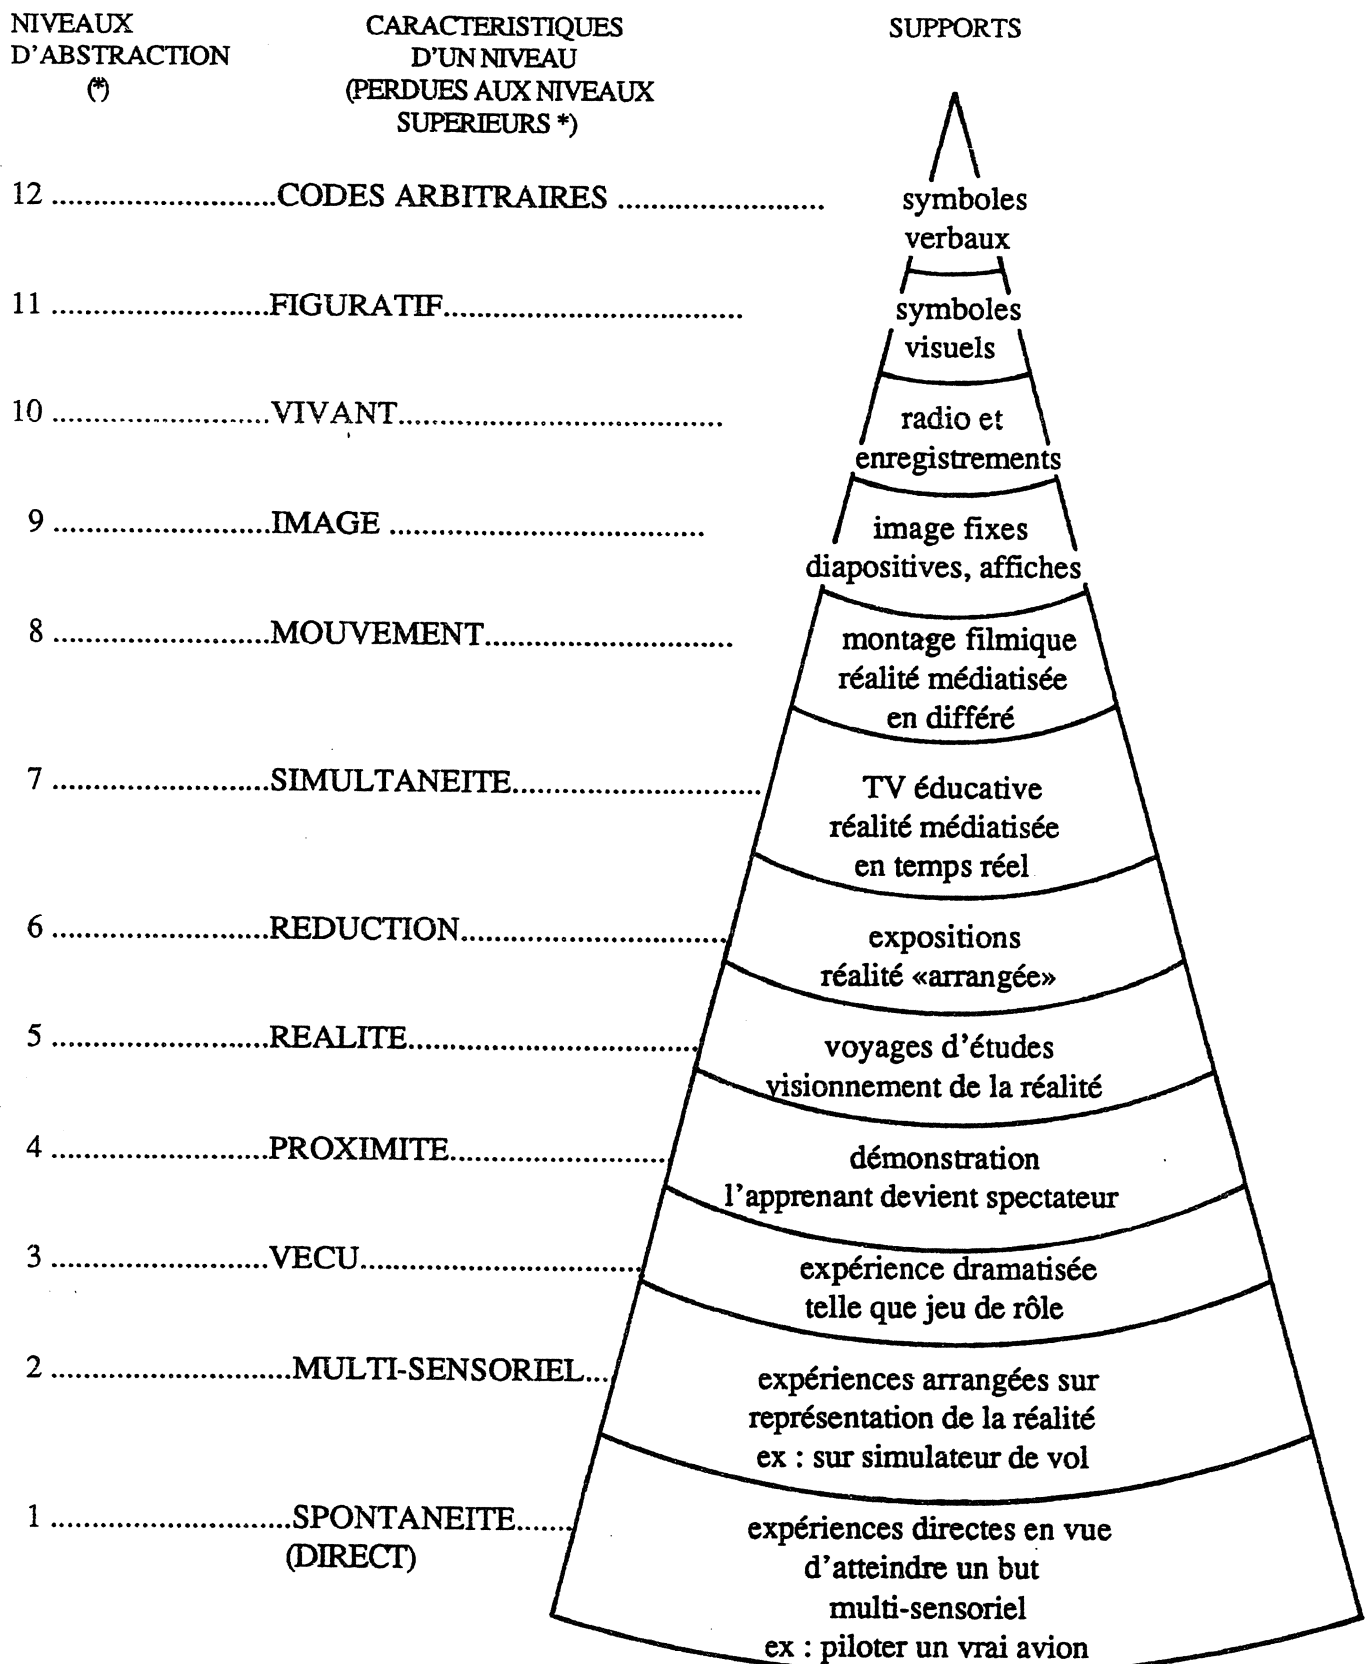 NIVEAUX
D'ABSTRACTION
(*)
CARACTERISTIQUES
D'UN NIVEAU
(PERDUES AUX NIVEAUX
SUPERIEURS *)
SUPPORTS
12 .........................CODES ARBITRAIRES ........................
symboles
verbaux
11 .........................FIGURATIF...................................
symboles
visuels
10 .........................VIVANT......................................
radio et
enregistrements
9 .........................IMAGE .....................................
image fixes
diapositives, affiches
8 .........................MOUVEMENT.............................
montage filmique
réalité médiatisée
en différé
7 .........................SIMULTANEITE.............................
TV éducative
réalité médiatisée
en temps réel
6 .........................REDUCTION...............................
expositions
réalité «arrangée»
5 .........................REALITE..................................
voyages d'études
visionnement de la réalité
4 .........................PROXIMITE..........................
démonstration
l'apprenant devient spectateur
3 .........................VECU.................................
expérience dramatisée
telle que jeu de rôle
2 ............................MULTI-SENSORIEL...
expériences arrangées sur
représentation de la réalité
ex : sur simulateur de vol
1 ............................SPONTANEITE.......
(DIRECT)
expériences directes en vue
d'atteindre un but
multi-sensoriel
ex : piloter un vrai avion